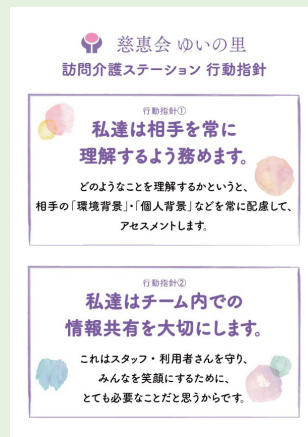 慈惠会 ゆいの里
訪問介護ステーション 行動指針
行動指針①
私達は相手を常に
理解するよう務めます。
どのようなことを理解するかというと、
相手の「環境背景」・「個人背景」などを常に配慮して、
アセスメントします。
行動指針②
私達はチーム内での
情報共有を大切にします。
これはスタッフ・利用者さんを守り、
みんなを笑顔にするために、
とても必要なことだと思うからです。